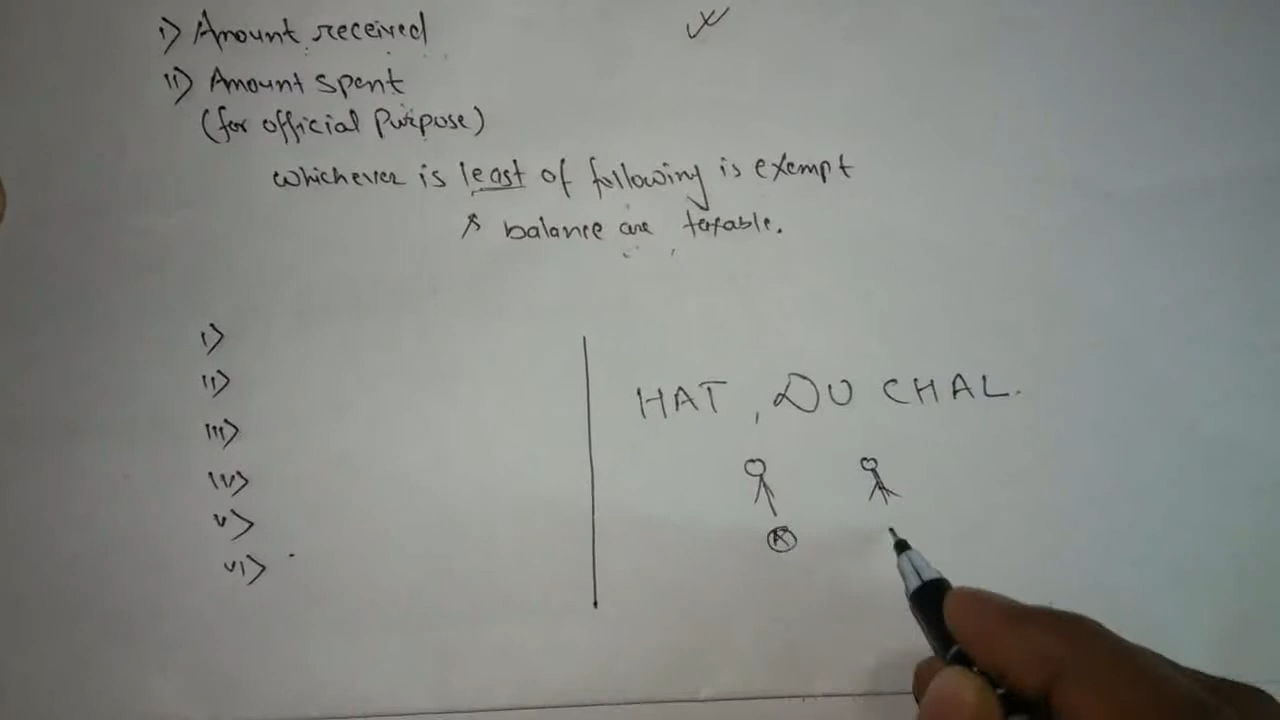 i) Amount received
ii) Amount spent
(for official Purpose)
whichever is least of following is exempt
& balance are taxable.
i)
ii)
iii)
iv)
v)
vi)
HAT, DU CHAL.
A